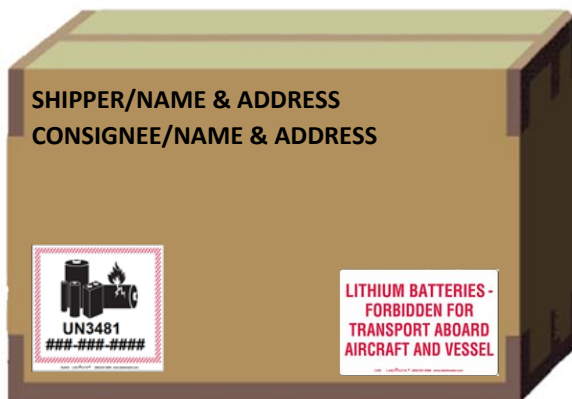 SHIPPER/NAME & ADDRESS
CONSIGNEE/NAME & ADDRESS
UN3481
###-###-####
LITHIUM BATTERIES -
FORBIDDEN FOR
TRANSPORT ABOARD
AIRCRAFT AND VESSEL